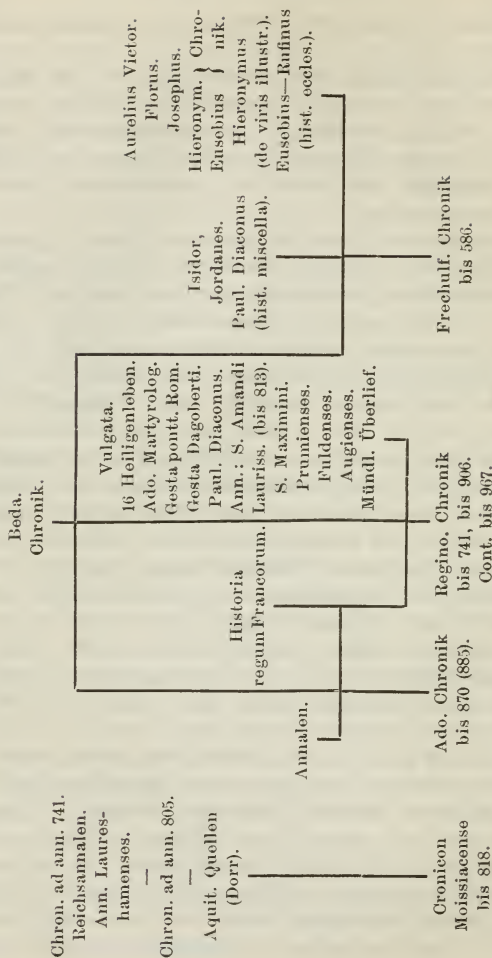 Beda.
Chronik.
Chron. ad ann. 741.
Reichsannalen.
Ann. Laures-
hamenses.
—
Chron. ad ann. 805.
—
Aquit. Quellen
(Dorr).
Cronicon
Moissiacense
bis 818.
Annalen.
Historia
regum Francorum.
Ado. Chronik
bis 870 (885).
Vulgata.
16 Heiligenleben.
Ado. Martyrolog.
Gesta pontt. Rom.
Gesta Dagoberti.
Paul. Diaconus.
Ann.: S. Amandi
Lauriss. (bis 813).
S. Maximini.
Prumienses.
Fuldenses.
Augienses.
Mündl. Überlief.
Regino. Chronik
bis 741, bis 906.
Cont. bis 967.
Isidor,
Jordanes.
Paul. Diaconus
(hist. miscella).
Aurelius Victor.
Florus.
Josephus.
Hieronym. } Chro-
Eusebius } nik.
Hieronymus
(de viris illustr.).
Eusebius—Rufinus
(hist. eccles.).
Frechulf. Chronik
bis 586.